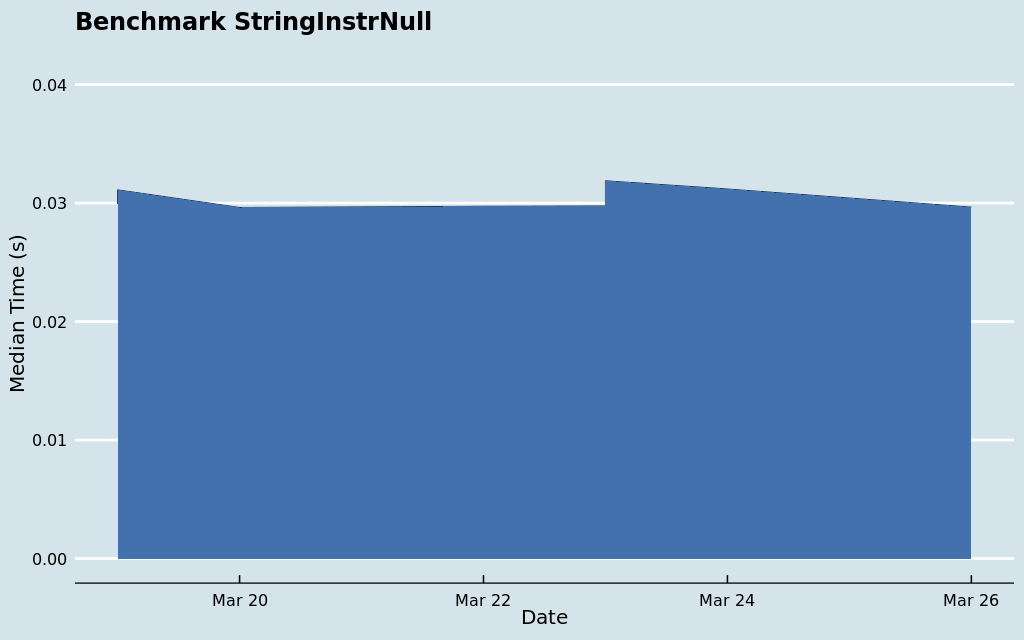 Benchmark StringInstrNull
0.04
0.03
0.02
0.01
0.00
Median Time (s)
Mar 20
Mar 22
Mar 24
Mar 26
Date